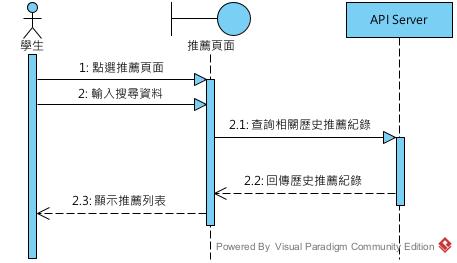 學生
推薦頁面
API Server
1: 點選推薦頁面
2: 輸入搜尋資料
2.1: 查詢相關歷史推薦紀錄
2.2: 回傳歷史推薦紀錄
2.3: 顯示推薦列表
Powered By Visual Paradigm Community Edition